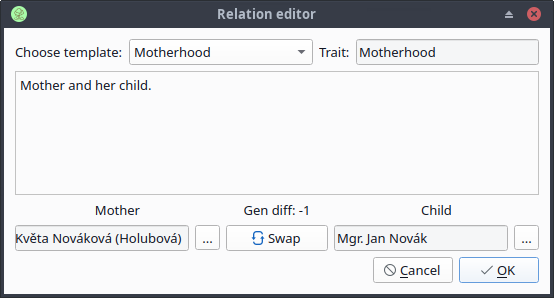 Relation editor
Choose template: Motherhood Trait: Motherhood
Mother and her child.
Mother Gen diff: -1 Child
Květa Nováková (Holubová) ... Swap Mgr. Jan Novák ...
Cancel OK